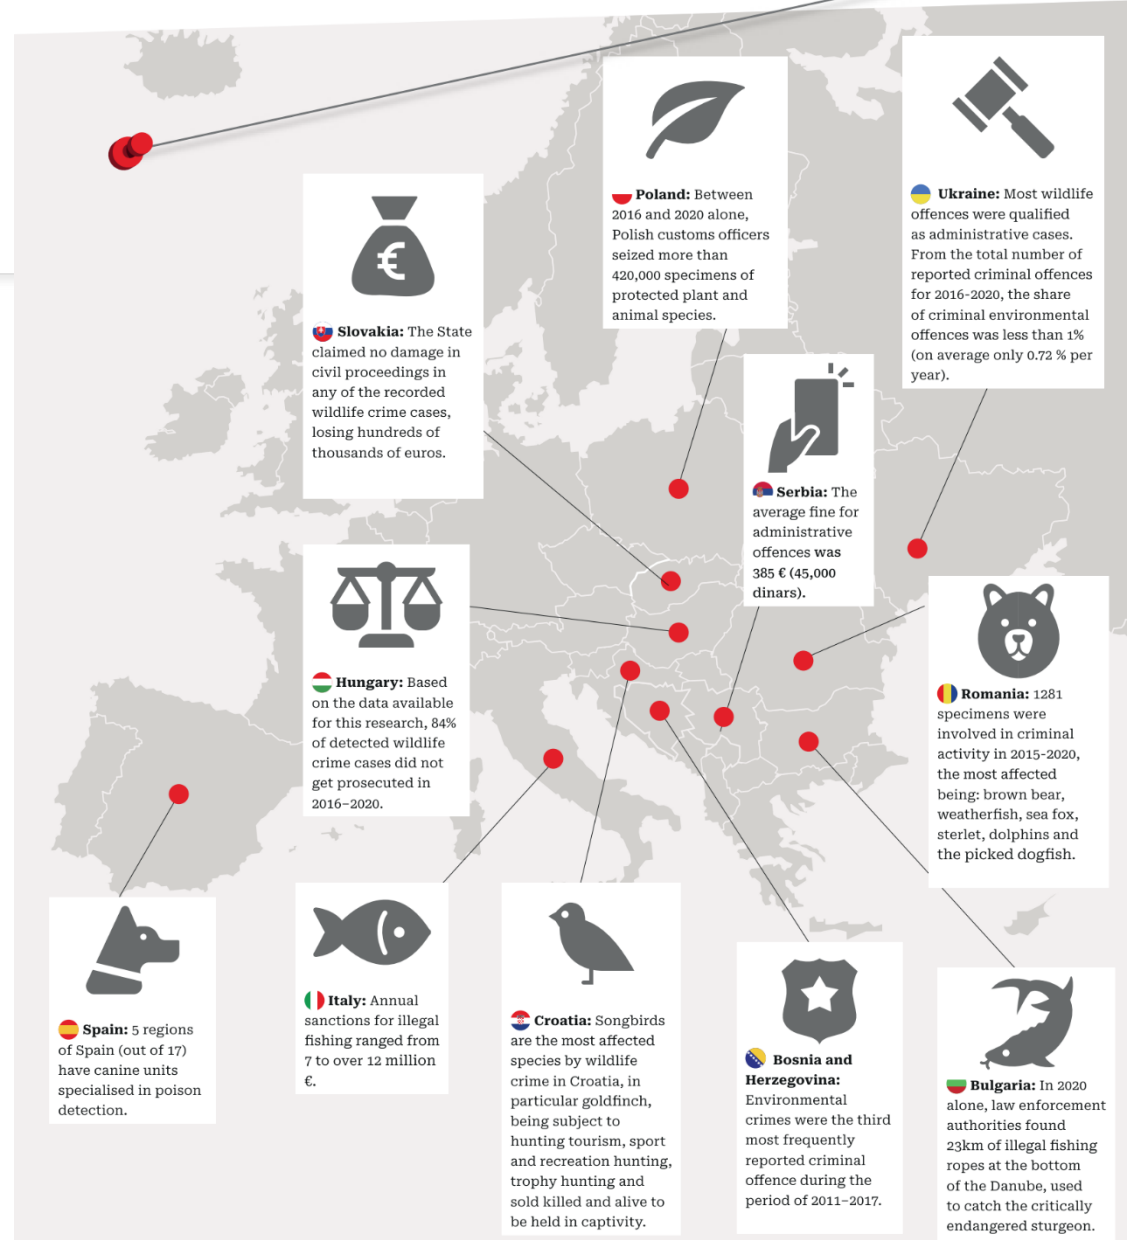 Poland: Between
2016 and 2020 alone,
Polish customs officers
seized more than
420,000 specimens of
protected plant and
animal species.
Ukraine: Most wildlife
offences were qualified
as administrative cases.
From the total number of
reported criminal offences
for 2016-2020, the share
of criminal environmental
offences was less than 1%
(on average only 0.72 % per
year).
€
Slovakia: The State
claimed no damage in
civil proceedings in
any of the recorded
wildlife crime cases,
losing hundreds of
thousands of euros.
Serbia: The
average fine for
administrative
offences was
385 € (45,000
dinars).
Hungary: Based
on the data available
for this research, 84%
of detected wildlife
crime cases did not
get prosecuted in
2016–2020.
Romania: 1281
specimens were
involved in criminal
activity in 2015-2020,
the most affected
being: brown bear,
weatherfish, sea fox,
sterlet, dolphins and
the picked dogfish.
Spain: 5 regions
of Spain (out of 17)
have canine units
specialised in poison
detection.
Italy: Annual
sanctions for illegal
fishing ranged from
7 to over 12 million
€.
Croatia: Songbirds
are the most affected
species by wildlife
crime in Croatia, in
particular goldfinch,
being subject to
hunting tourism, sport
and recreation hunting,
trophy hunting and
sold killed and alive to
be held in captivity.
Bosnia and
Herzegovina:
Environmental
crimes were the third
most frequently
reported criminal
offence during the
period of 2011–2017.
Bulgaria: In 2020
alone, law enforcement
authorities found
23km of illegal fishing
ropes at the bottom
of the Danube, used
to catch the critically
endangered sturgeon.